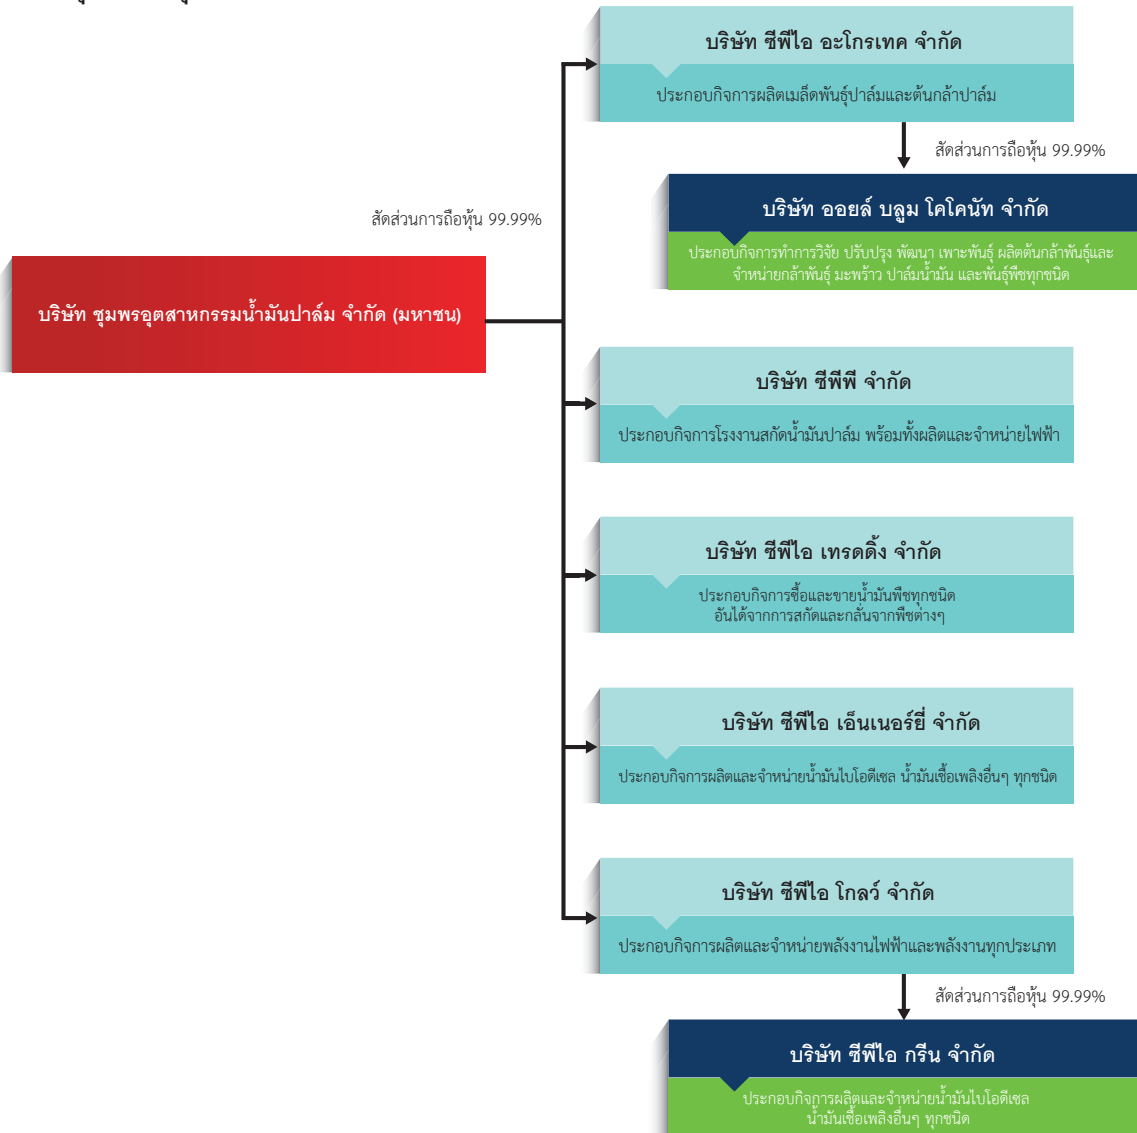 บริษัท ซีพีไอ อะโกรเทค จำกัด
ประกอบกิจการผลิตเมล็ดพันธุ์ปาล์มและต้นกล้าปาล์ม
สัดส่วนการถือหุ้น 99.99%
บริษัท ออยล์ บลูม โคโคนัท จำกัด
ประกอบกิจการทำการวิจัย ปรับปรุง พัฒนา เพาะพันธุ์ ผลิตต้นกล้าพันธุ์และ
จำหน่ายกล้าพันธุ์ มะพร้าว ปาล์มน้ำมัน และพันธุ์พืชทุกชนิด
สัดส่วนการถือหุ้น 99.99%
บริษัท ชุมพรอุตสาหกรรมน้ำมันปาล์ม จำกัด (มหาชน)
บริษัท ซีพีพี จำกัด
ประกอบกิจการโรงงานสกัดน้ำมันปาล์ม พร้อมทั้งผลิตและจำหน่ายไฟฟ้า
บริษัท ซีพีไอ เทรดดิ้ง จำกัด
ประกอบกิจการซื้อและขายน้ำมันพืชทุกชนิด
อันได้จากการสกัดและกลั่นจากพืชต่างๆ
บริษัท ซีพีไอ เอ็นเนอร์ยี่ จำกัด
ประกอบกิจการผลิตและจำหน่ายน้ำมันไบโอดีเซล น้ำมันเชื้อเพลิงอื่นๆ ทุกชนิด
บริษัท ซีพีไอ โกลว์ จำกัด
ประกอบกิจการผลิตและจำหน่ายพลังงานไฟฟ้าและพลังงานทุกประเภท
สัดส่วนการถือหุ้น 99.99%
บริษัท ซีพีไอ กรีน จำกัด
ประกอบกิจการผลิตและจำหน่ายน้ำมันไบโอดีเซล
น้ำมันเชื้อเพลิงอื่นๆ ทุกชนิด